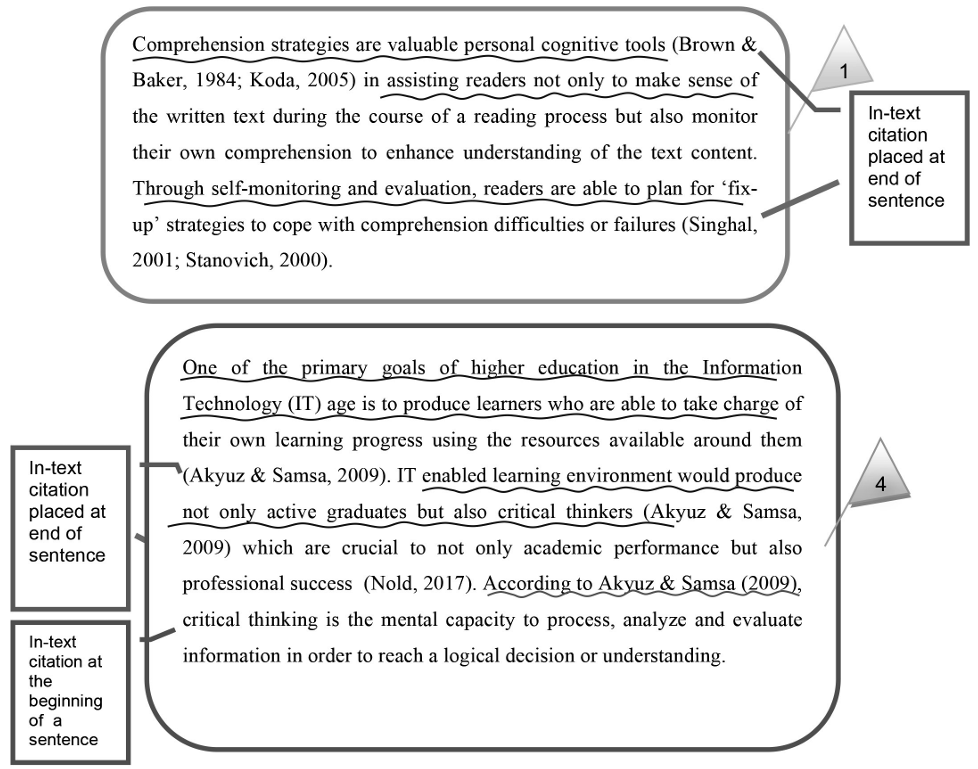 Comprehension strategies are valuable personal cognitive tools (Brown &
Baker, 1984; Koda, 2005) in assisting readers not only to make sense of
the written text during the course of a reading process but also monitor
their own comprehension to enhance understanding of the text content.
Through self-monitoring and evaluation, readers are able to plan for ‘fix-
up’ strategies to cope with comprehension difficulties or failures (Singhal,
2001; Stanovich, 2000).
1
In-text
citation
placed at
end of
sentence
One of the primary goals of higher education in the Information
Technology (IT) age is to produce learners who are able to take charge of
their own learning progress using the resources available around them
(Akyuz & Samsa, 2009). IT enabled learning environment would produce
not only active graduates but also critical thinkers (Akyuz & Samsa,
2009) which are crucial to not only academic performance but also
professional success (Nold, 2017). According to Akyuz & Samsa (2009),
critical thinking is the mental capacity to process, analyze and evaluate
information in order to reach a logical decision or understanding.
4
In-text
citation
placed at
end of
sentence
In-text
citation at
the
beginning
of a
sentence